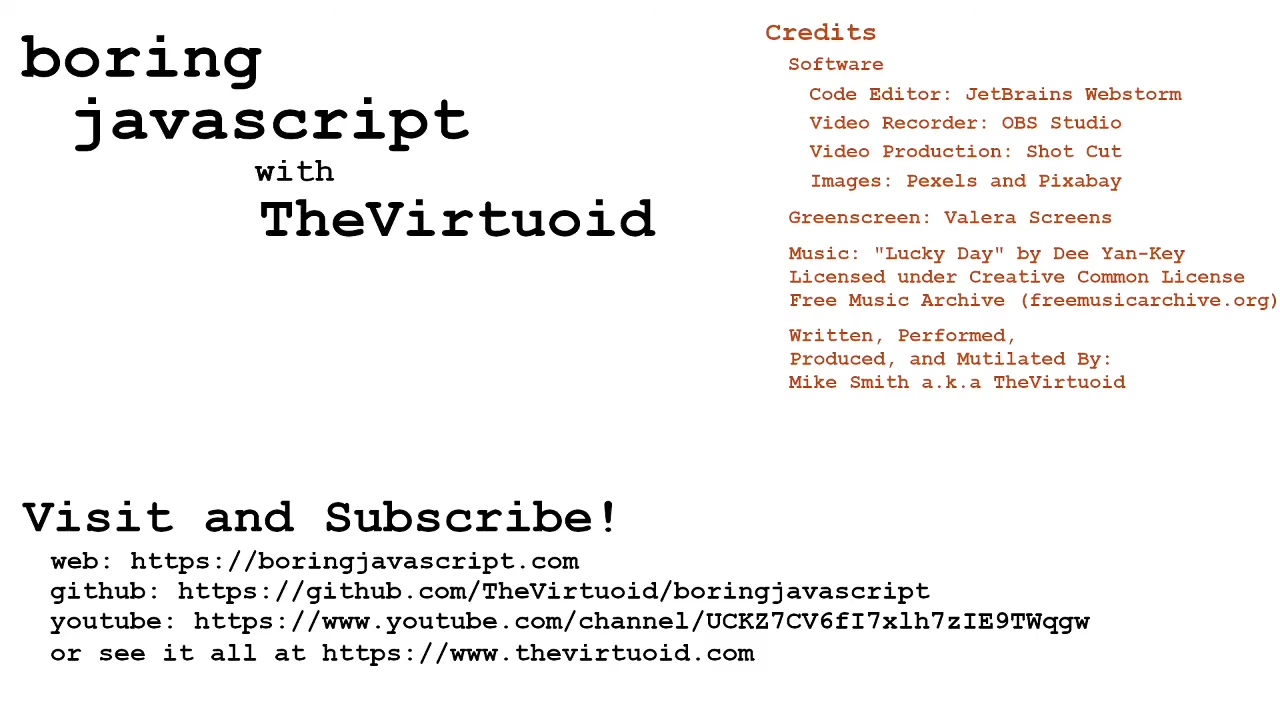 boring
javascript
with
TheVirtuoid
Credits
Software
Code Editor: JetBrains Webstorm
Video Recorder: OBS Studio
Video Production: Shot Cut
Images: Pexels and Pixabay
Greenscreen: Valera Screens
Music: "Lucky Day" by Dee Yan-Key
Licensed under Creative Common License
Free Music Archive (freemusicarchive.org)
Written, Performed,
Produced, and Mutilated By:
Mike Smith a.k.a TheVirtuoid
Visit and Subscribe!
web: https://boringjavascript.com
github: https://github.com/TheVirtuoid/boringjavascript
youtube: https://www.youtube.com/channel/UCKZ7CV6fI7xlh7zIE9TWqgw
or see it all at https://www.thevirtuoid.com